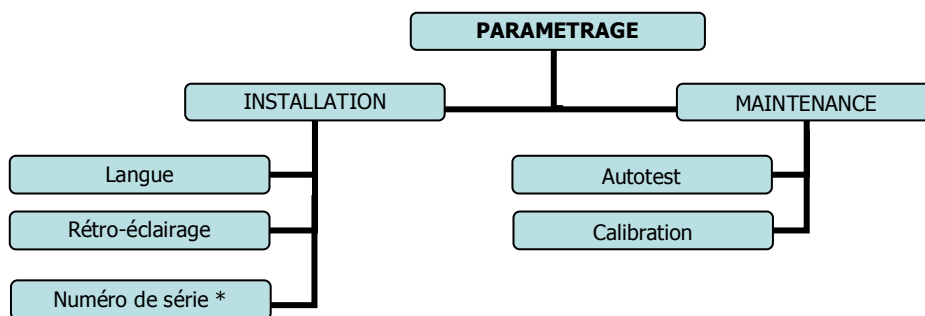 PARAMETRAGE
INSTALLATION
MAINTENANCE
Langue
Autotest
Rétro-éclairage
Calibration
Numéro de série *